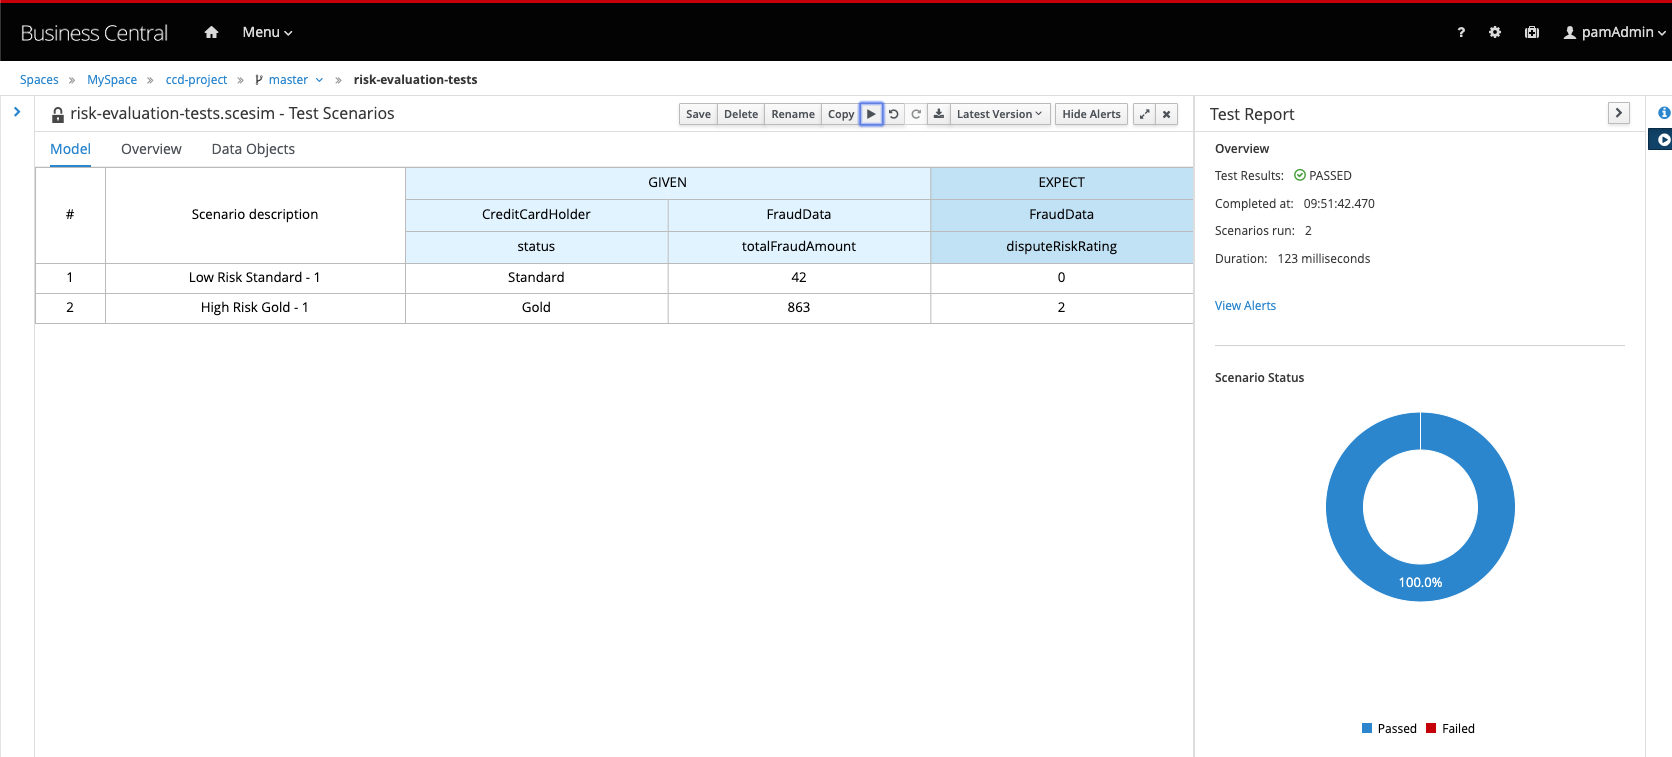 Business Central Menu ? pamAdmin
Spaces » MySpace » ccd-project » master » risk-evaluation-tests
risk-evaluation-tests.scesim - Test Scenarios
Save Delete Rename Copy Latest Version Hide Alerts
Model Overview Data Objects
# Scenario description GIVEN EXPECT
CreditCardHolder FraudData FraudData
status totalFraudAmount disputeRiskRating
1 Low Risk Standard - 1 Standard 42 0
2 High Risk Gold - 1 Gold 863 2
Test Report
Overview
Test Results: PASSED
Completed at: 09:51:42.470
Scenarios run: 2
Duration: 123 milliseconds
View Alerts
Scenario Status
100.0%
Passed Failed